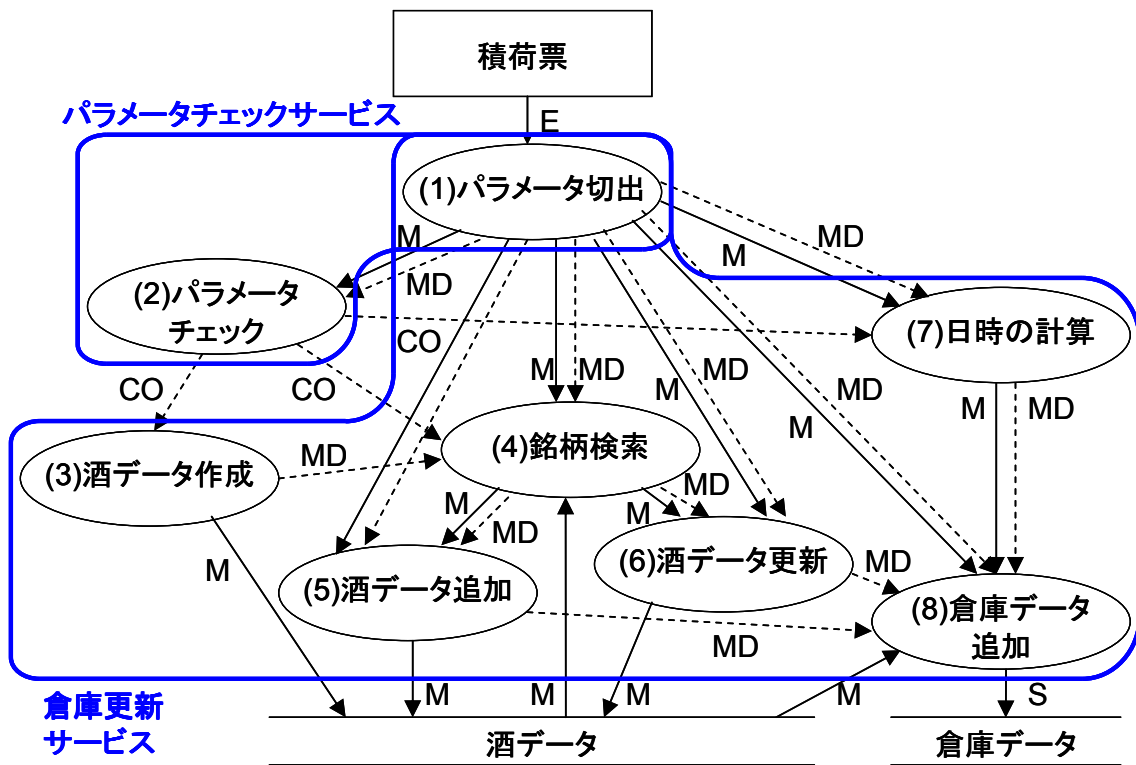 積荷票
パラメータチェックサービス
E
(1)パラメータ切出
M
MD
MD
M
(2)パラメータ
チェック
CO
(7)日時の計算
CO
CO
M
MD
M
MD
M
MD
M
MD
(4)銘柄検索
(3)酒データ作成
MD
M
MD
MD
M
(6)酒データ更新
MD
M
(5)酒データ追加
(8)倉庫データ
追加
MD
倉庫更新
サービス
M
M
M
M
S
酒データ
倉庫データ